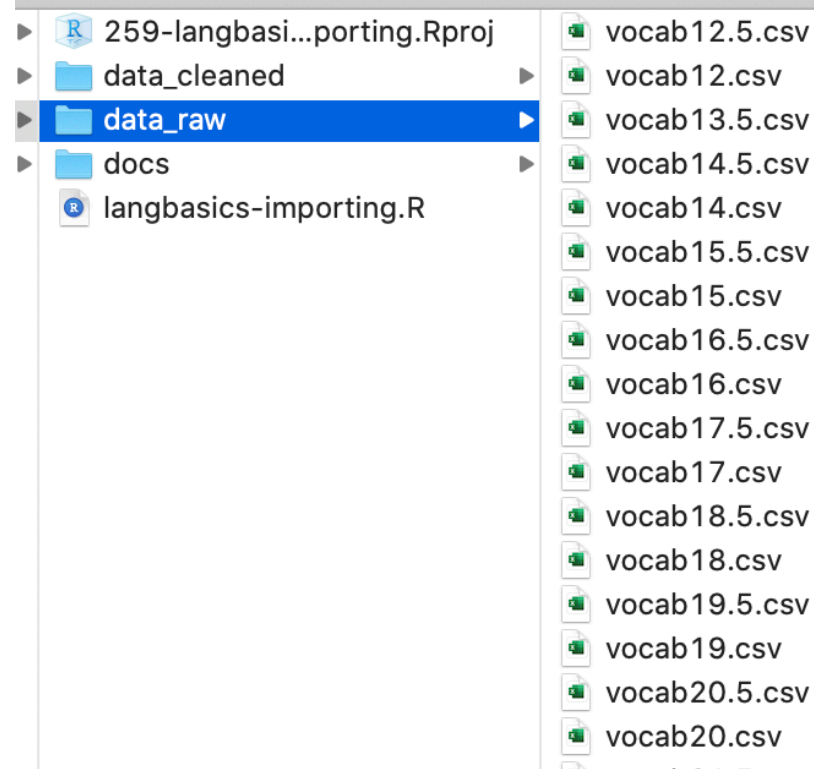 259-langbasi...porting.Rproj
data_cleaned
data_raw
docs
langbasics-importing.R
vocab12.5.csv
vocab12.csv
vocab13.5.csv
vocab14.5.csv
vocab14.csv
vocab15.5.csv
vocab15.csv
vocab16.5.csv
vocab16.csv
vocab17.5.csv
vocab17.csv
vocab18.5.csv
vocab18.csv
vocab19.5.csv
vocab19.csv
vocab20.5.csv
vocab20.csv